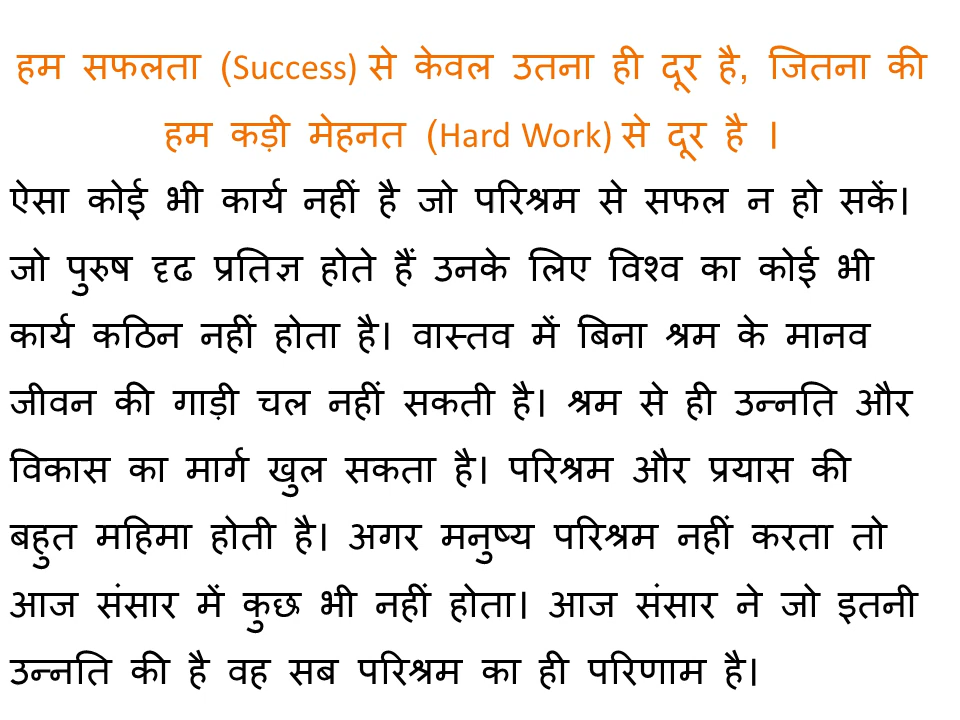 हम सफलता (Success) से केवल उतना ही दूर है, जितना की
हम कड़ी मेहनत (Hard Work) से दूर है ।
ऐसा कोई भी कार्य नहीं है जो परिश्रम से सफल न हो सकें।
जो पुरुष दृढ प्रतिज्ञ होते हैं उनके लिए विश्व का कोई भी
कार्य कठिन नहीं होता है। वास्तव में बिना श्रम के मानव
जीवन की गाड़ी चल नहीं सकती है। श्रम से ही उन्नति और
विकास का मार्ग खुल सकता है। परिश्रम और प्रयास की
बहुत महिमा होती है। अगर मनुष्य परिश्रम नहीं करता तो
आज संसार में कुछ भी नहीं होता। आज संसार ने जो इतनी
उन्नति की है वह सब परिश्रम का ही परिणाम है।